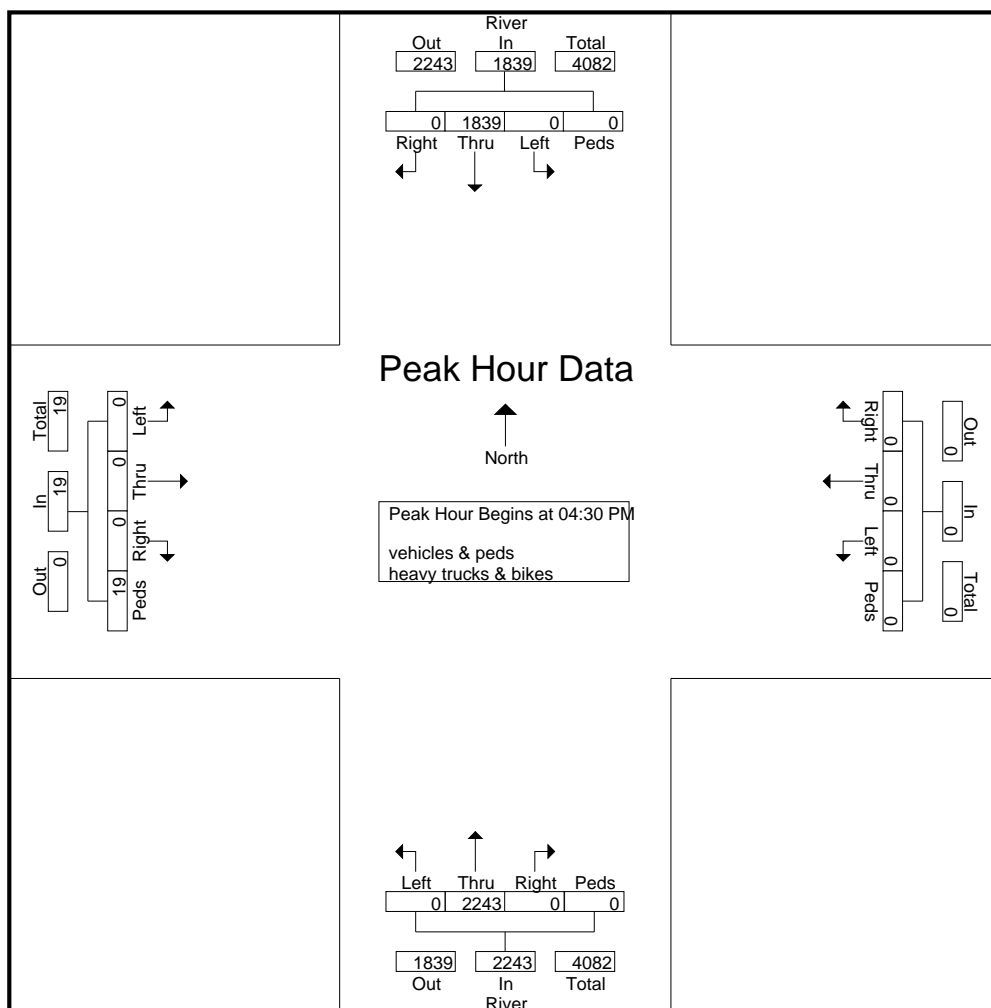 River
Out In Total
2243 1839 4082
0 1839 0 0
Right Thru Left Peds
Peak Hour Data
North
Peak Hour Begins at 04:30 PM
vehicles & peds
heavy trucks & bikes
Total In Out
19 19 0
0 0 0 19
Left Thru Right Peds
Right Thru Left Peds
0 0 0 0
Out In Total
0 0 0
Left Thru Right Peds
0 2243 0 0
1839 2243 4082
Out In Total
River